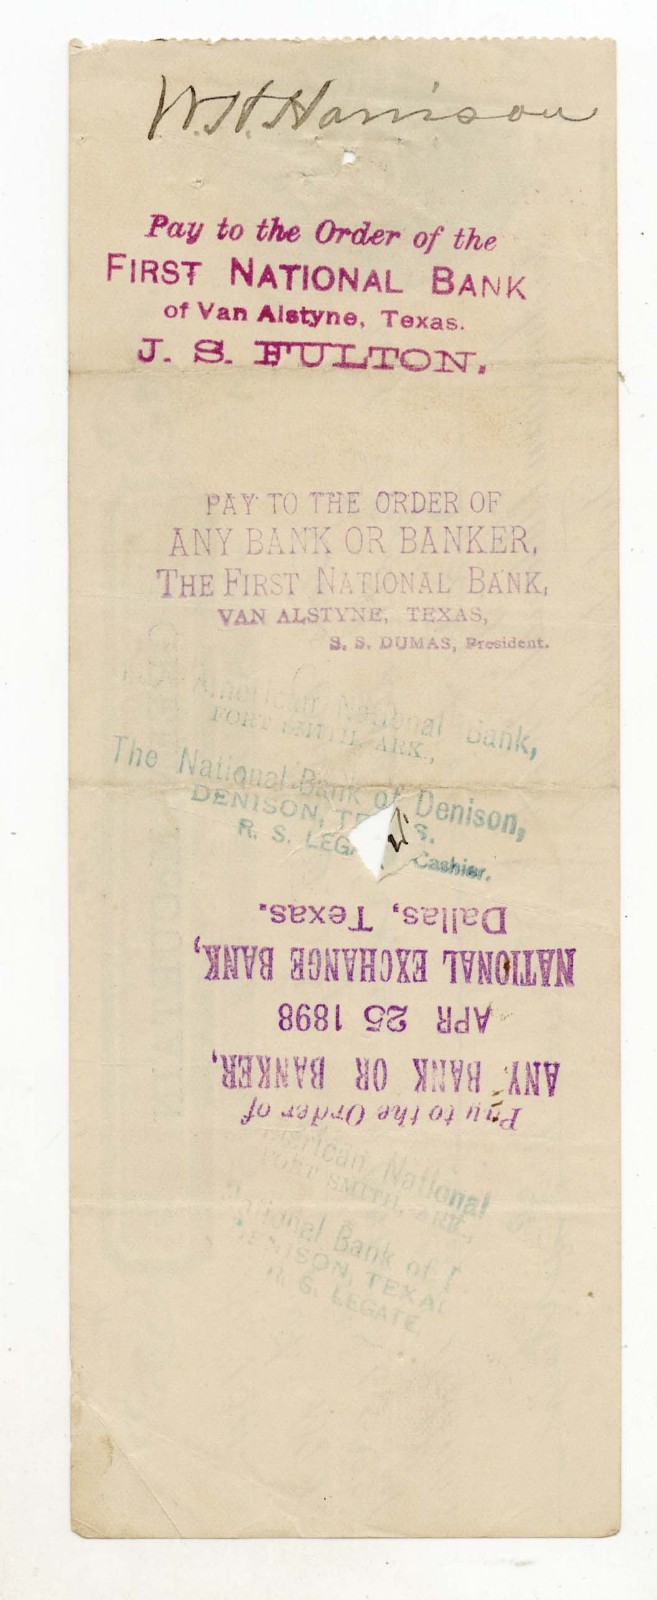 W. H. Harrison
Pay to the Order of the
FIRST NATIONAL BANK
of Van Alstyne, Texas.
J. S. FULTON.
PAY TO THE ORDER OF
ANY BANK OR BANKER,
THE FIRST NATIONAL BANK,
VAN ALSTYNE, TEXAS,
S. S. DUMAS, President.
American National Bank,
FORT SMITH, ARK.,
The National Bank of Denison,
DENISON, TEXAS.
R. S. LEGA Cashier.
Pay to the Order of
ANY BANK OR BANKER,
APR 25 1898
NATIONAL EXCHANGE BANK,
Dallas, Texas.
erican National
FORT SMITH, ARK.,
National Bank of
DENISON, TEXA
R. S. LEGATE